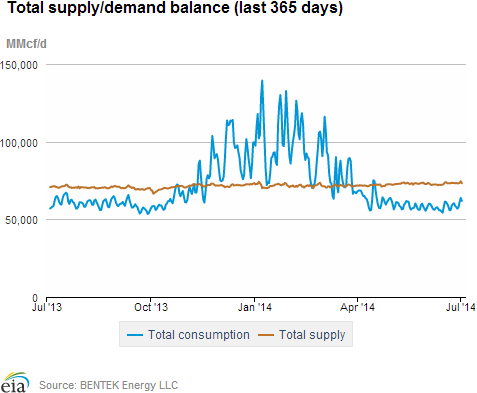 Total supply/demand balance (last 365 days)
MMcf/d
150,000
100,000
50,000
0
Jul '13 Oct '13 Jan '14 Apr '14 Jul '14
Total consumption Total supply
eia Source: BENTEK Energy LLC